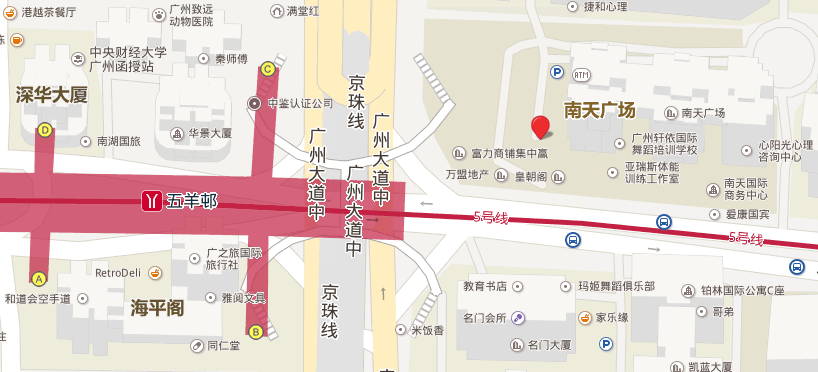 港越茶餐厅
广州致远
动物医院
满堂红
捷和心理
中央财经大学
广州函授站
秦师傅
C
P
ATM
深华大厦
中鉴认证公司
京珠线
南天广场
南天广场
D
南湖国旅
华景大厦
广州大道中
广州大道中
富力商铺集中赢
广州轩依国际
舞蹈培训学校
心阳光心理
咨询中心
万盟地产
皇朝阁
亚瑞斯体能
训练工作室
南天国际
商务中心
五羊邨
广州大道中
5号线
爱康国宾
5号线
广之旅国际
旅行社
RetroDeli
A
和道会空手道
海平阁
雅阅文具
京珠线
教育书店
玛姬舞蹈俱乐部
铂林国际公寓C座
哥弟
名门会所
家乐缘
B
米饭香
同仁堂
名门大厦
P
凯蓝大厦